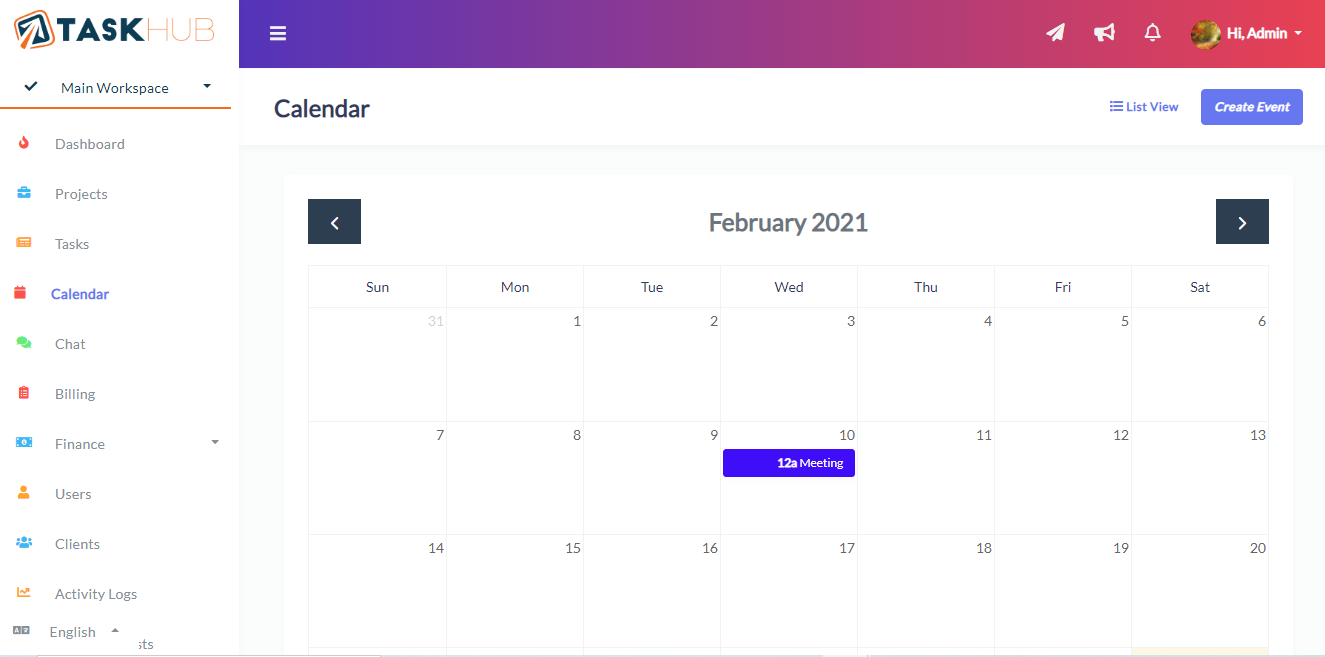 TASKHUB
Hi, Admin
Main Workspace
Calendar
List View
Create Event
Dashboard
Projects
Tasks
Calendar
Chat
Billing
Finance
Users
Clients
Activity Logs
English
sts
February 2021
Sun Mon Tue Wed Thu Fri Sat
31 1 2 3 4 5 6
7 8 9 10 11 12 13
12a Meeting
14 15 16 17 18 19 20